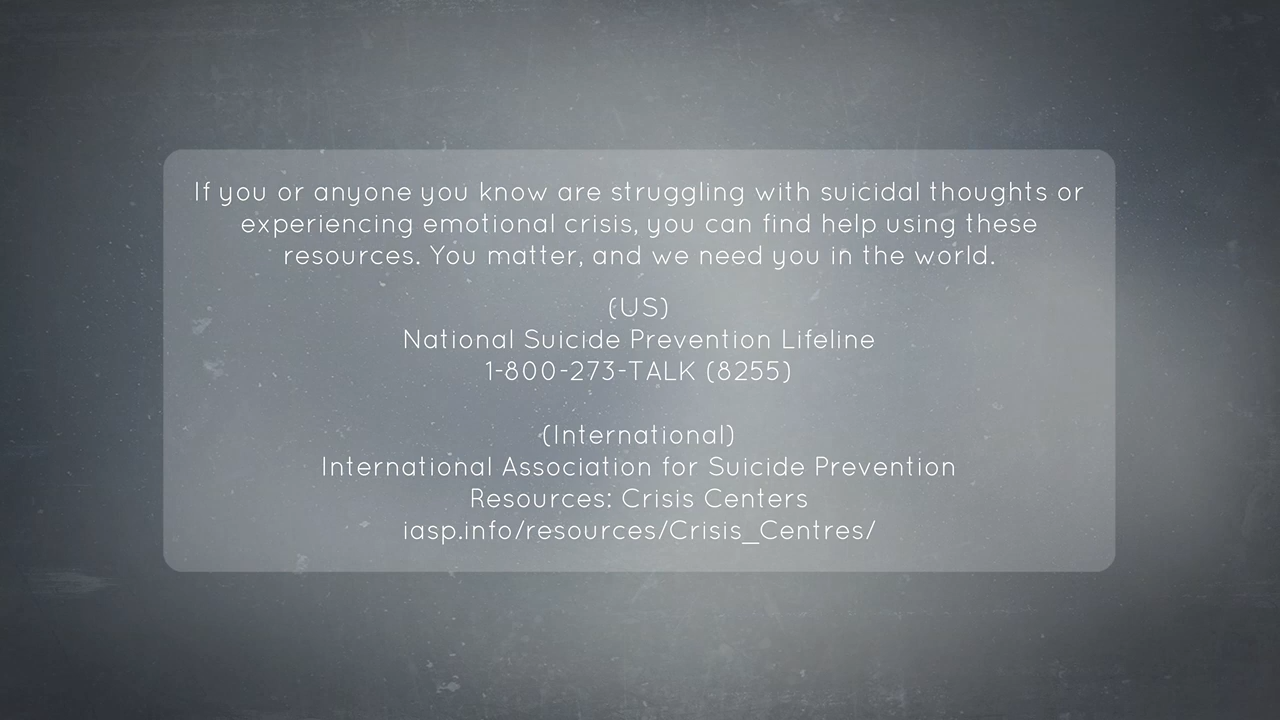 If you or anyone you know are struggling with suicidal thoughts or
experiencing emotional crisis, you can find help using these
resources. You matter, and we need you in the world.
(US)
National Suicide Prevention Lifeline
1-800-273-TALK (8255)
(International)
International Association for Suicide Prevention
Resources: Crisis Centers
iasp.info/resources/Crisis_Centres/